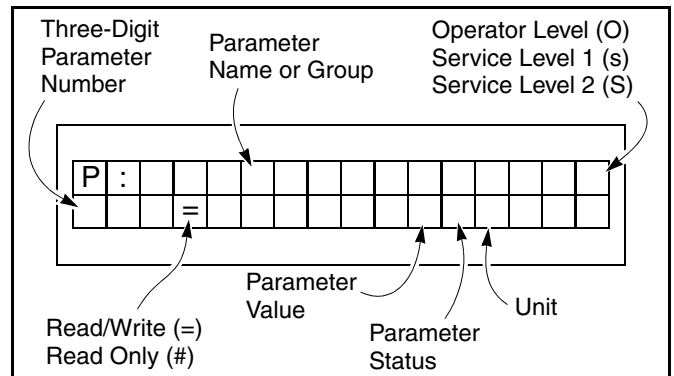 Three-Digit
Parameter
Number
Parameter
Name or Group
Operator Level (O)
Service Level 1 (s)
Service Level 2 (S)
P :
=
Parameter
Value
Unit
Read/Write (=)
Read Only (#)
Parameter
Status